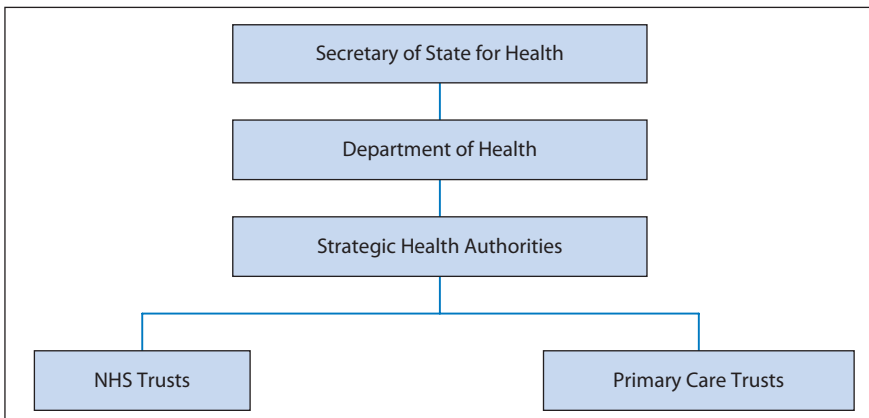 Secretary of State for Health
Department of Health
Strategic Health Authorities
NHS Trusts
Primary Care Trusts